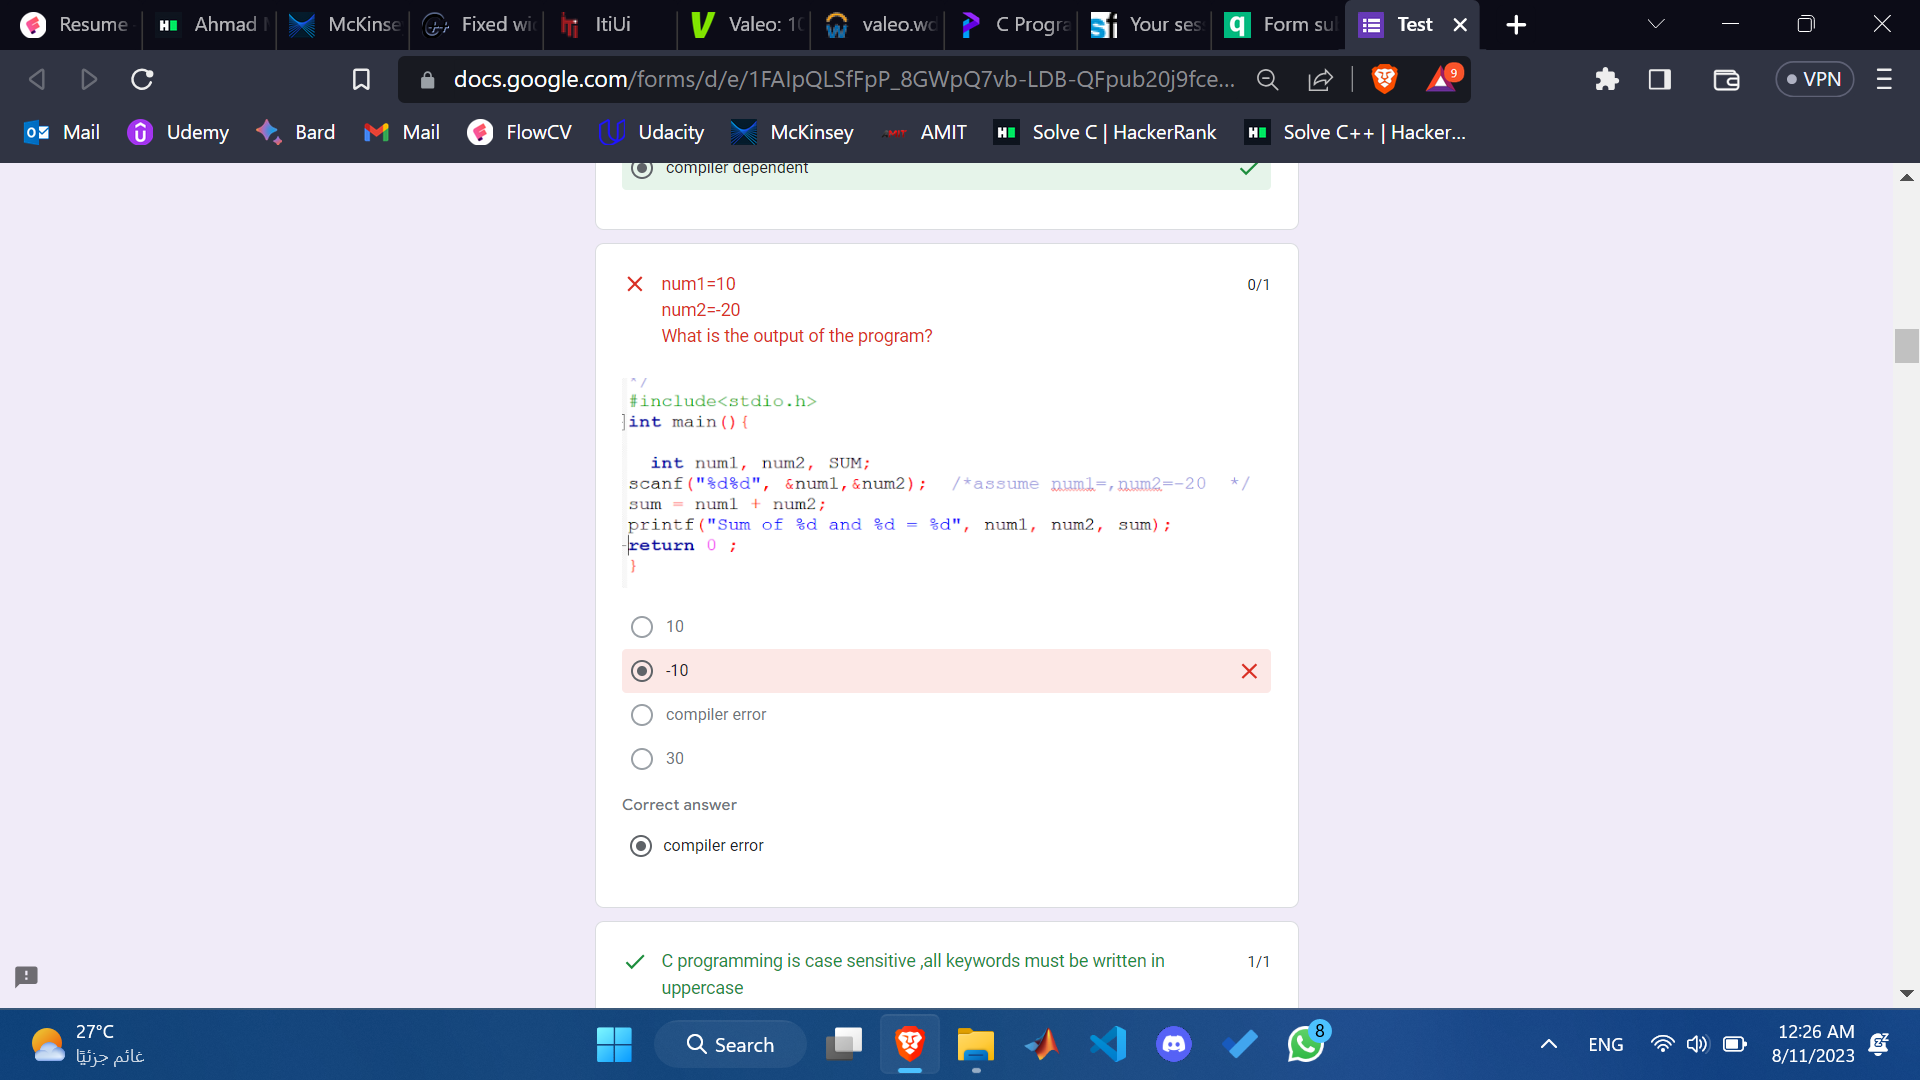 Resume
Ahmad
McKinse
Fixed wi
ItiUi
Valeo: 10
valeo.wd
C Progra
Your ses
Form su
Test
docs.google.com/forms/d/e/1FAIpQLSfFpP_8GWpQ7vb-LDB-QFpub20j9fce...
9
VPN
Mail
Udemy
Bard
Mail
FlowCV
Udacity
McKinsey
AMIT
Solve C | HackerRank
Solve C++ | Hacker...
compiler dependent
num1=10
0/1
num2=-20
What is the output of the program?
*/
#include<stdio.h>
int main(){
int num1, num2, SUM;
scanf("%d%d", &num1,&num2); /*assume num1=,num2=-20 */
sum = num1 + num2;
printf("Sum of %d and %d = %d", num1, num2, sum);
return 0 ;
}
10
-10
compiler error
30
Correct answer
compiler error
C programming is case sensitive ,all keywords must be written in
1/1
uppercase
27°C
غائم جزئيًا
Search
8
ENG
12:26 AM
8/11/2023